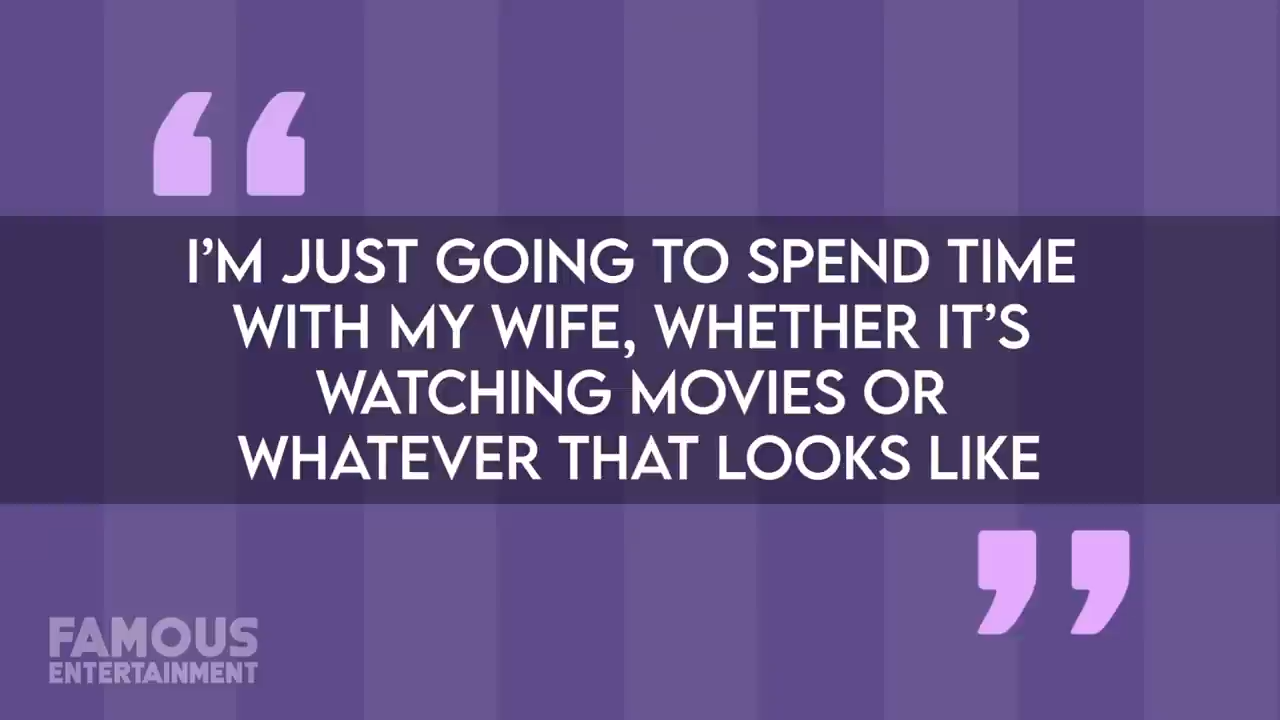 “
I’M JUST GOING TO SPEND TIME
WITH MY WIFE, WHETHER IT’S
WATCHING MOVIES OR
WHATEVER THAT LOOKS LIKE
”
FAMOUS
ENTERTAINMENT